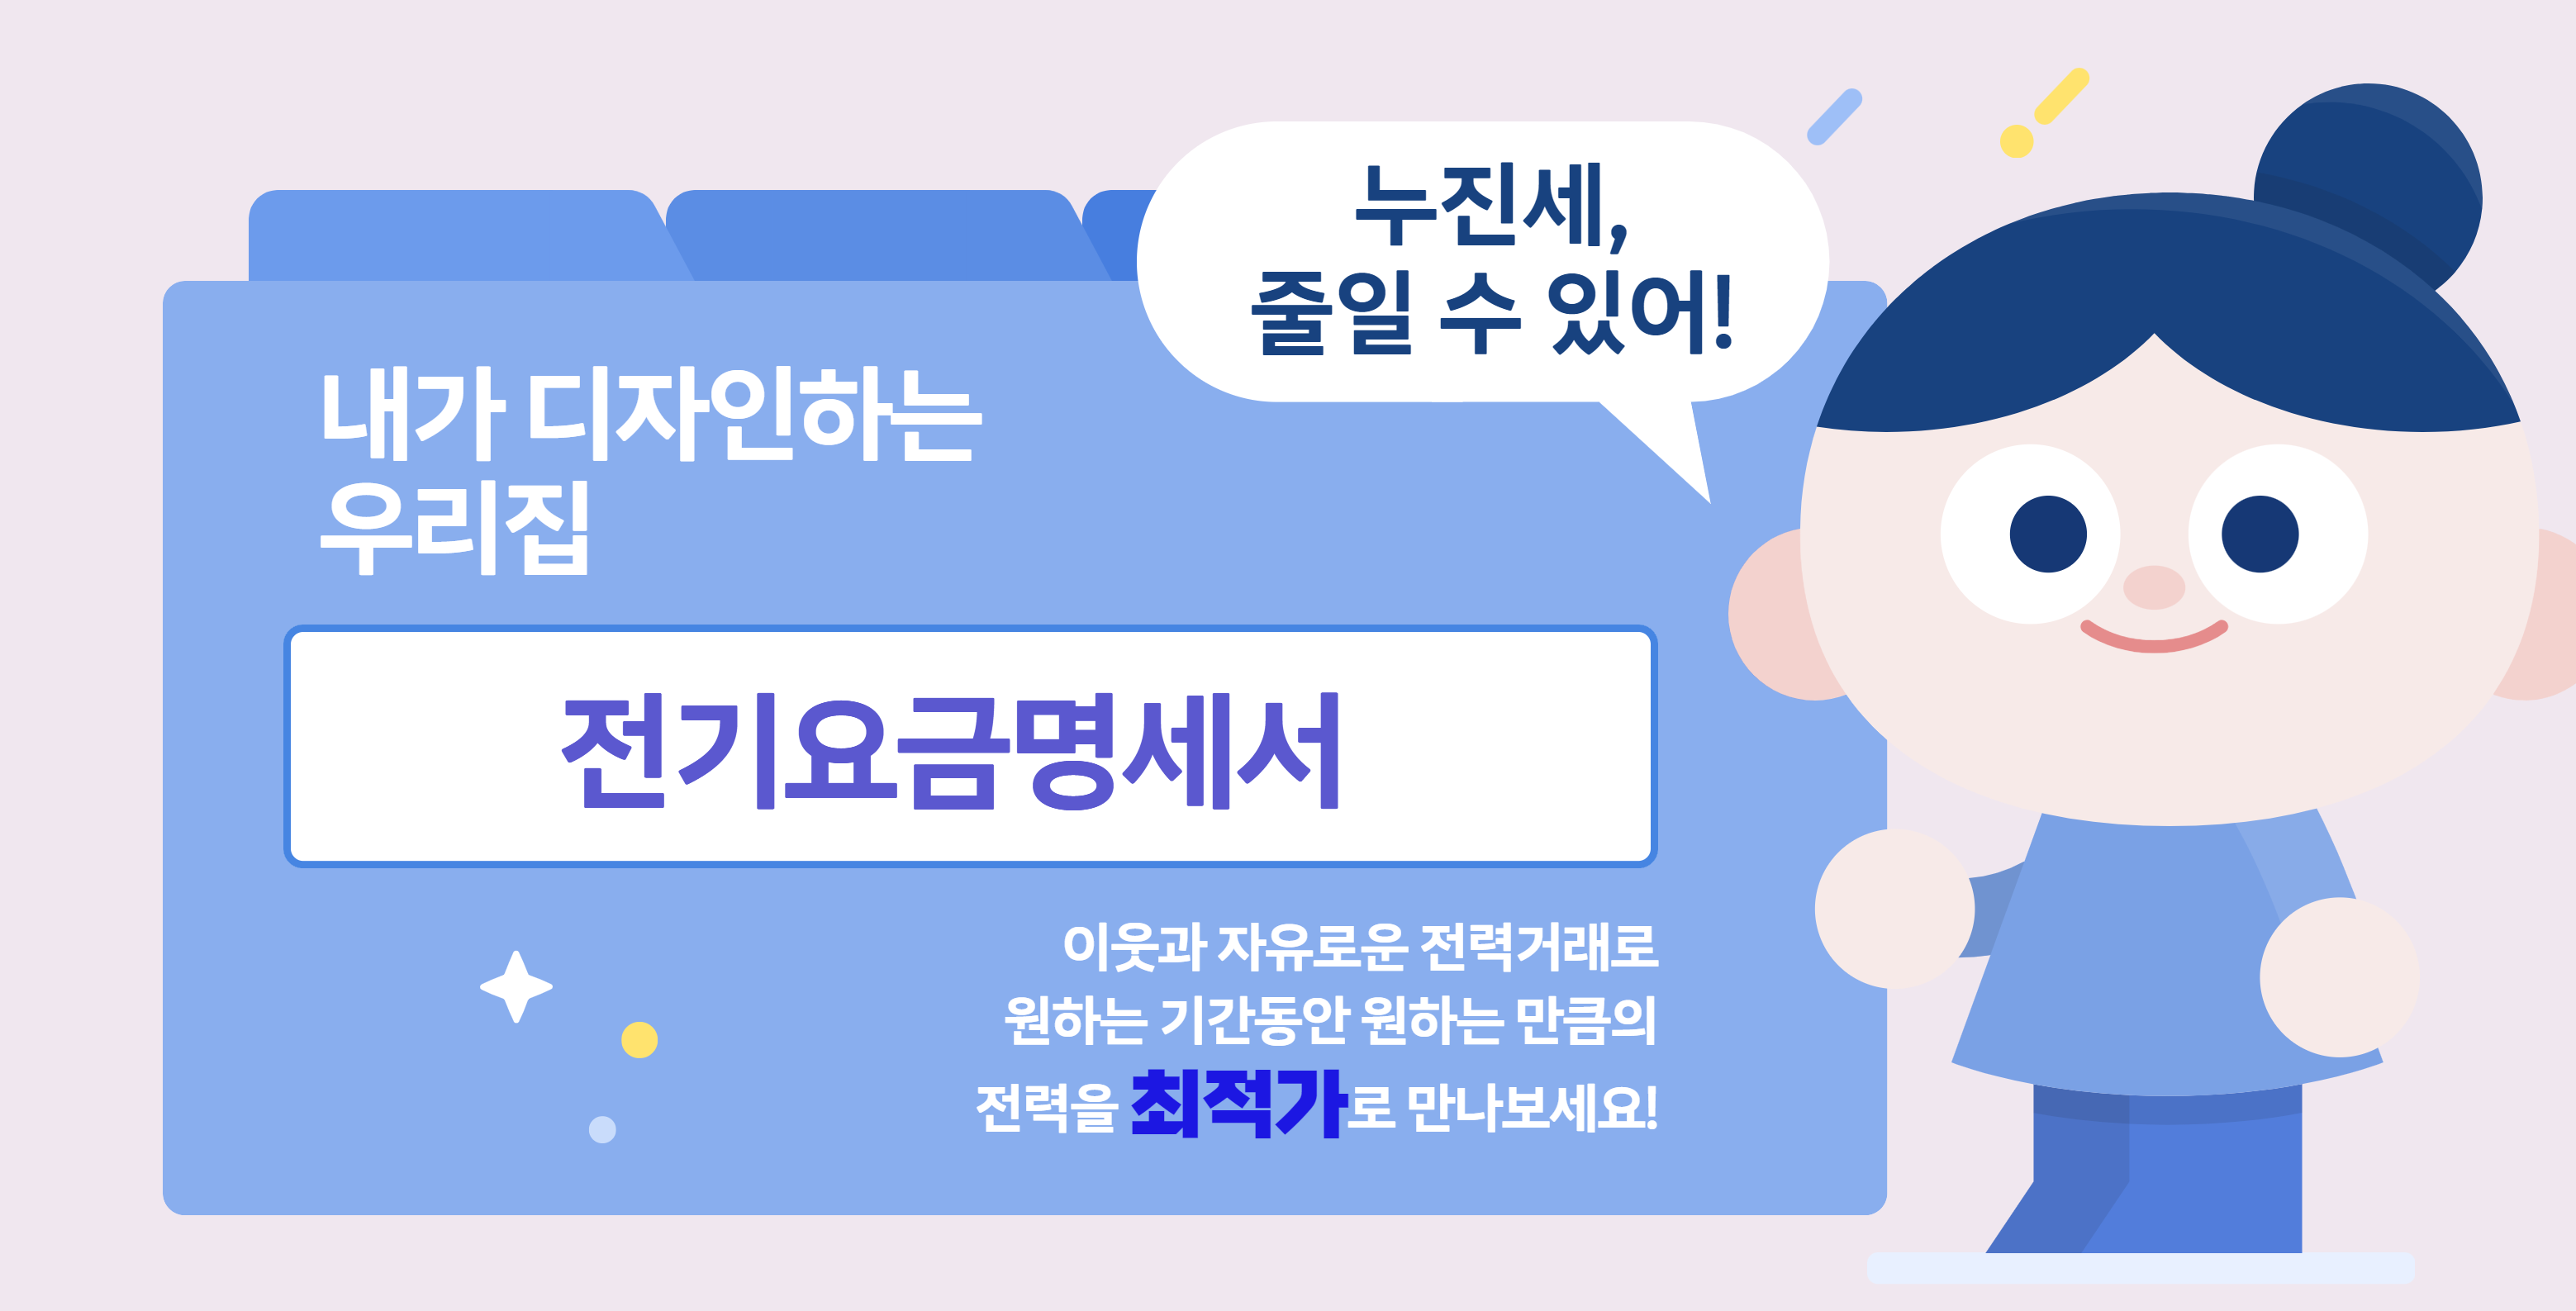 누진세,
줄일 수 있어!
내가 디자인하는
우리집
전기요금명세서
이웃과 자유로운 전력거래로
원하는 기간동안 원하는 만큼의
전력을 최적가로 만나보세요!